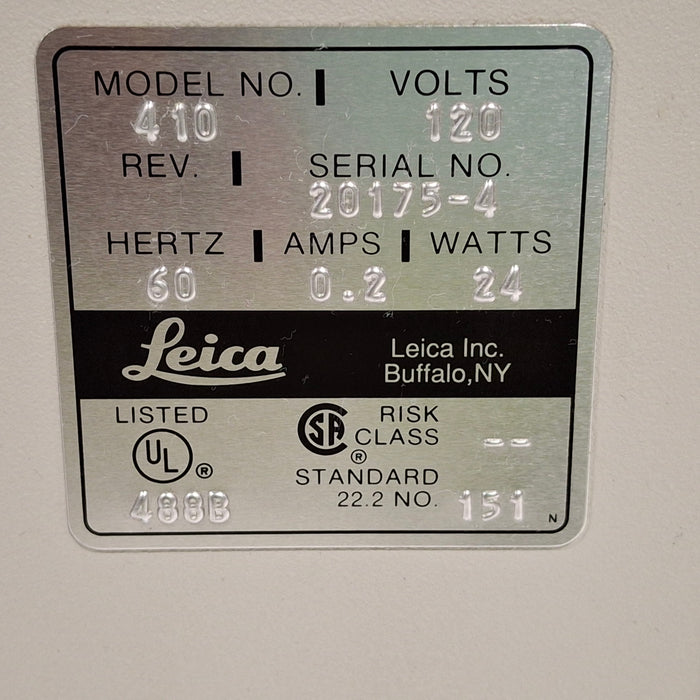 MODEL NO. | VOLTS
410 120
REV. | SERIAL NO.
20175-4
HERTZ | AMPS | WATTS
60 0.2 24
Leica
Leica Inc.
Buffalo,NY
LISTED
UL ®
488B
SA ®
RISK
CLASS --
STANDARD
22.2 NO. 151
N